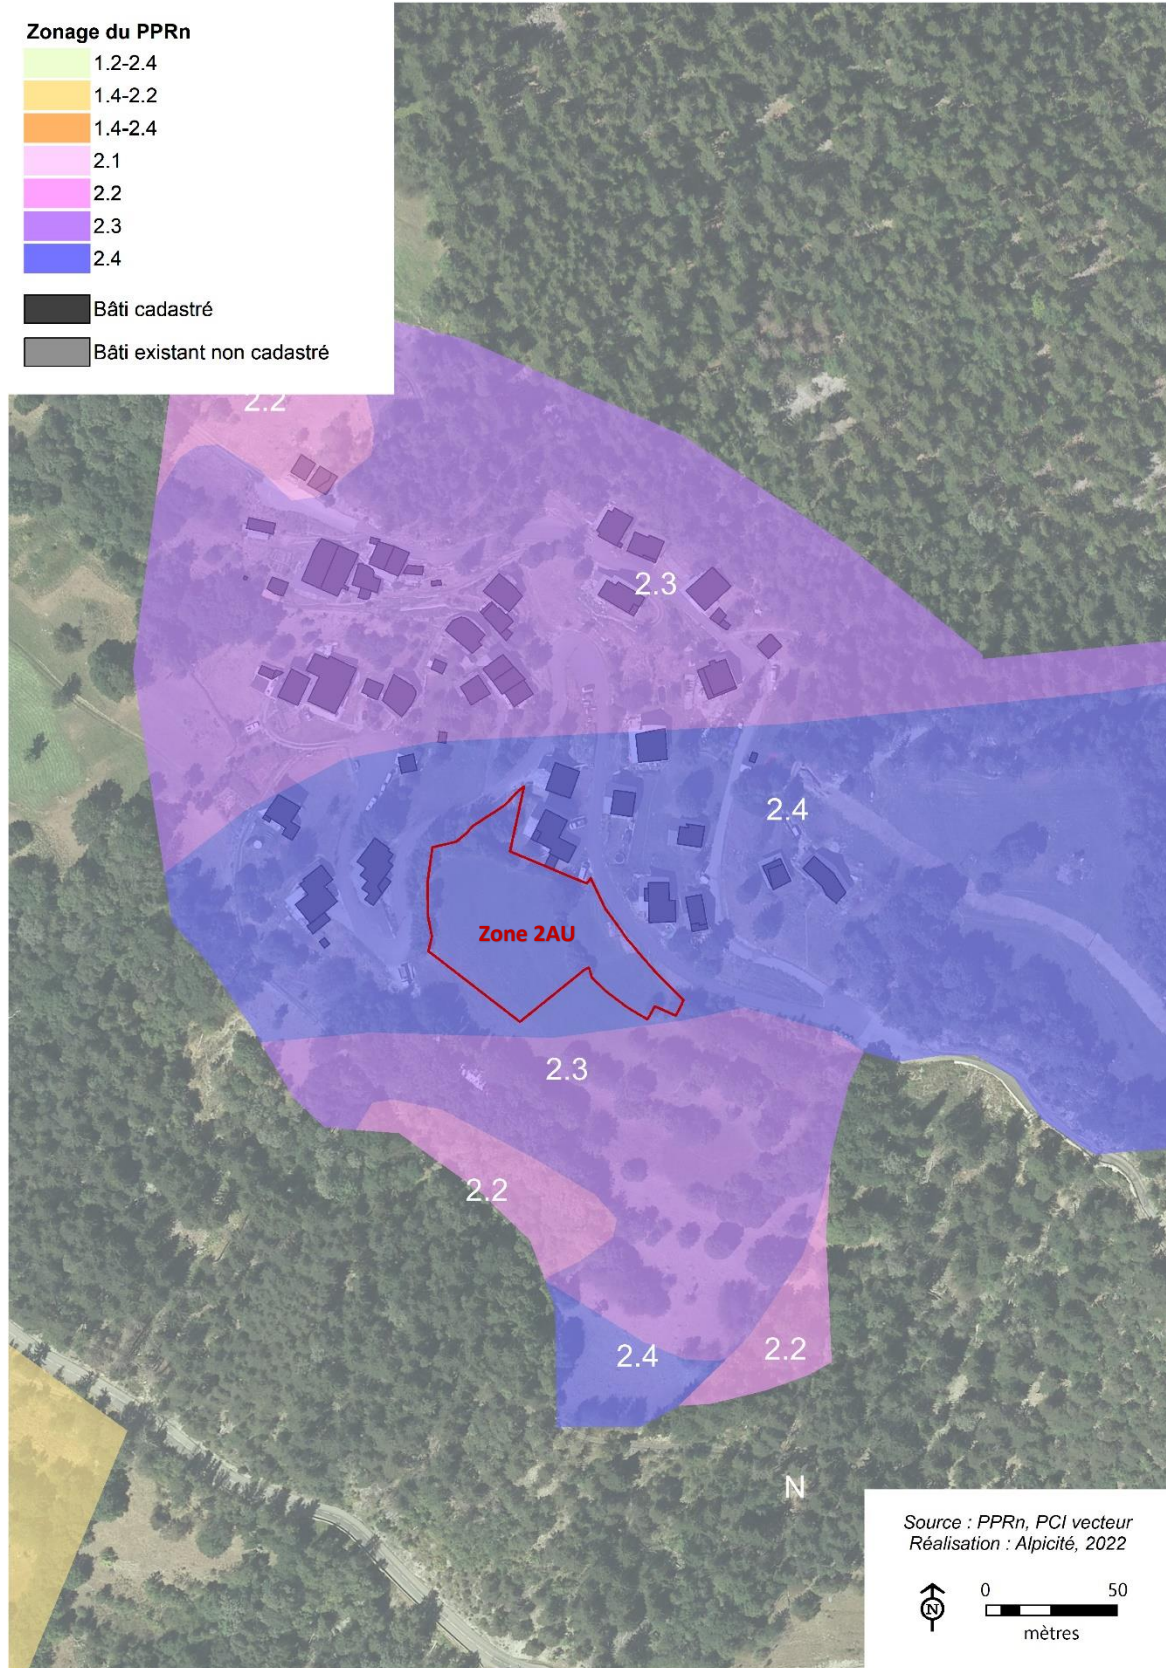 Zonage du PPRn
1.2-2.4
1.4-2.2
1.4-2.4
2.1
2.2
2.3
2.4
Bâti cadastré
Bâti existant non cadastré
2.2
2.3
2.4
Zone 2AU
2.3
2.2
2.4
2.2
N
Source : PPRn, PCI vecteur
Réalisation : Alpicité, 2022
N
0 50
mètres